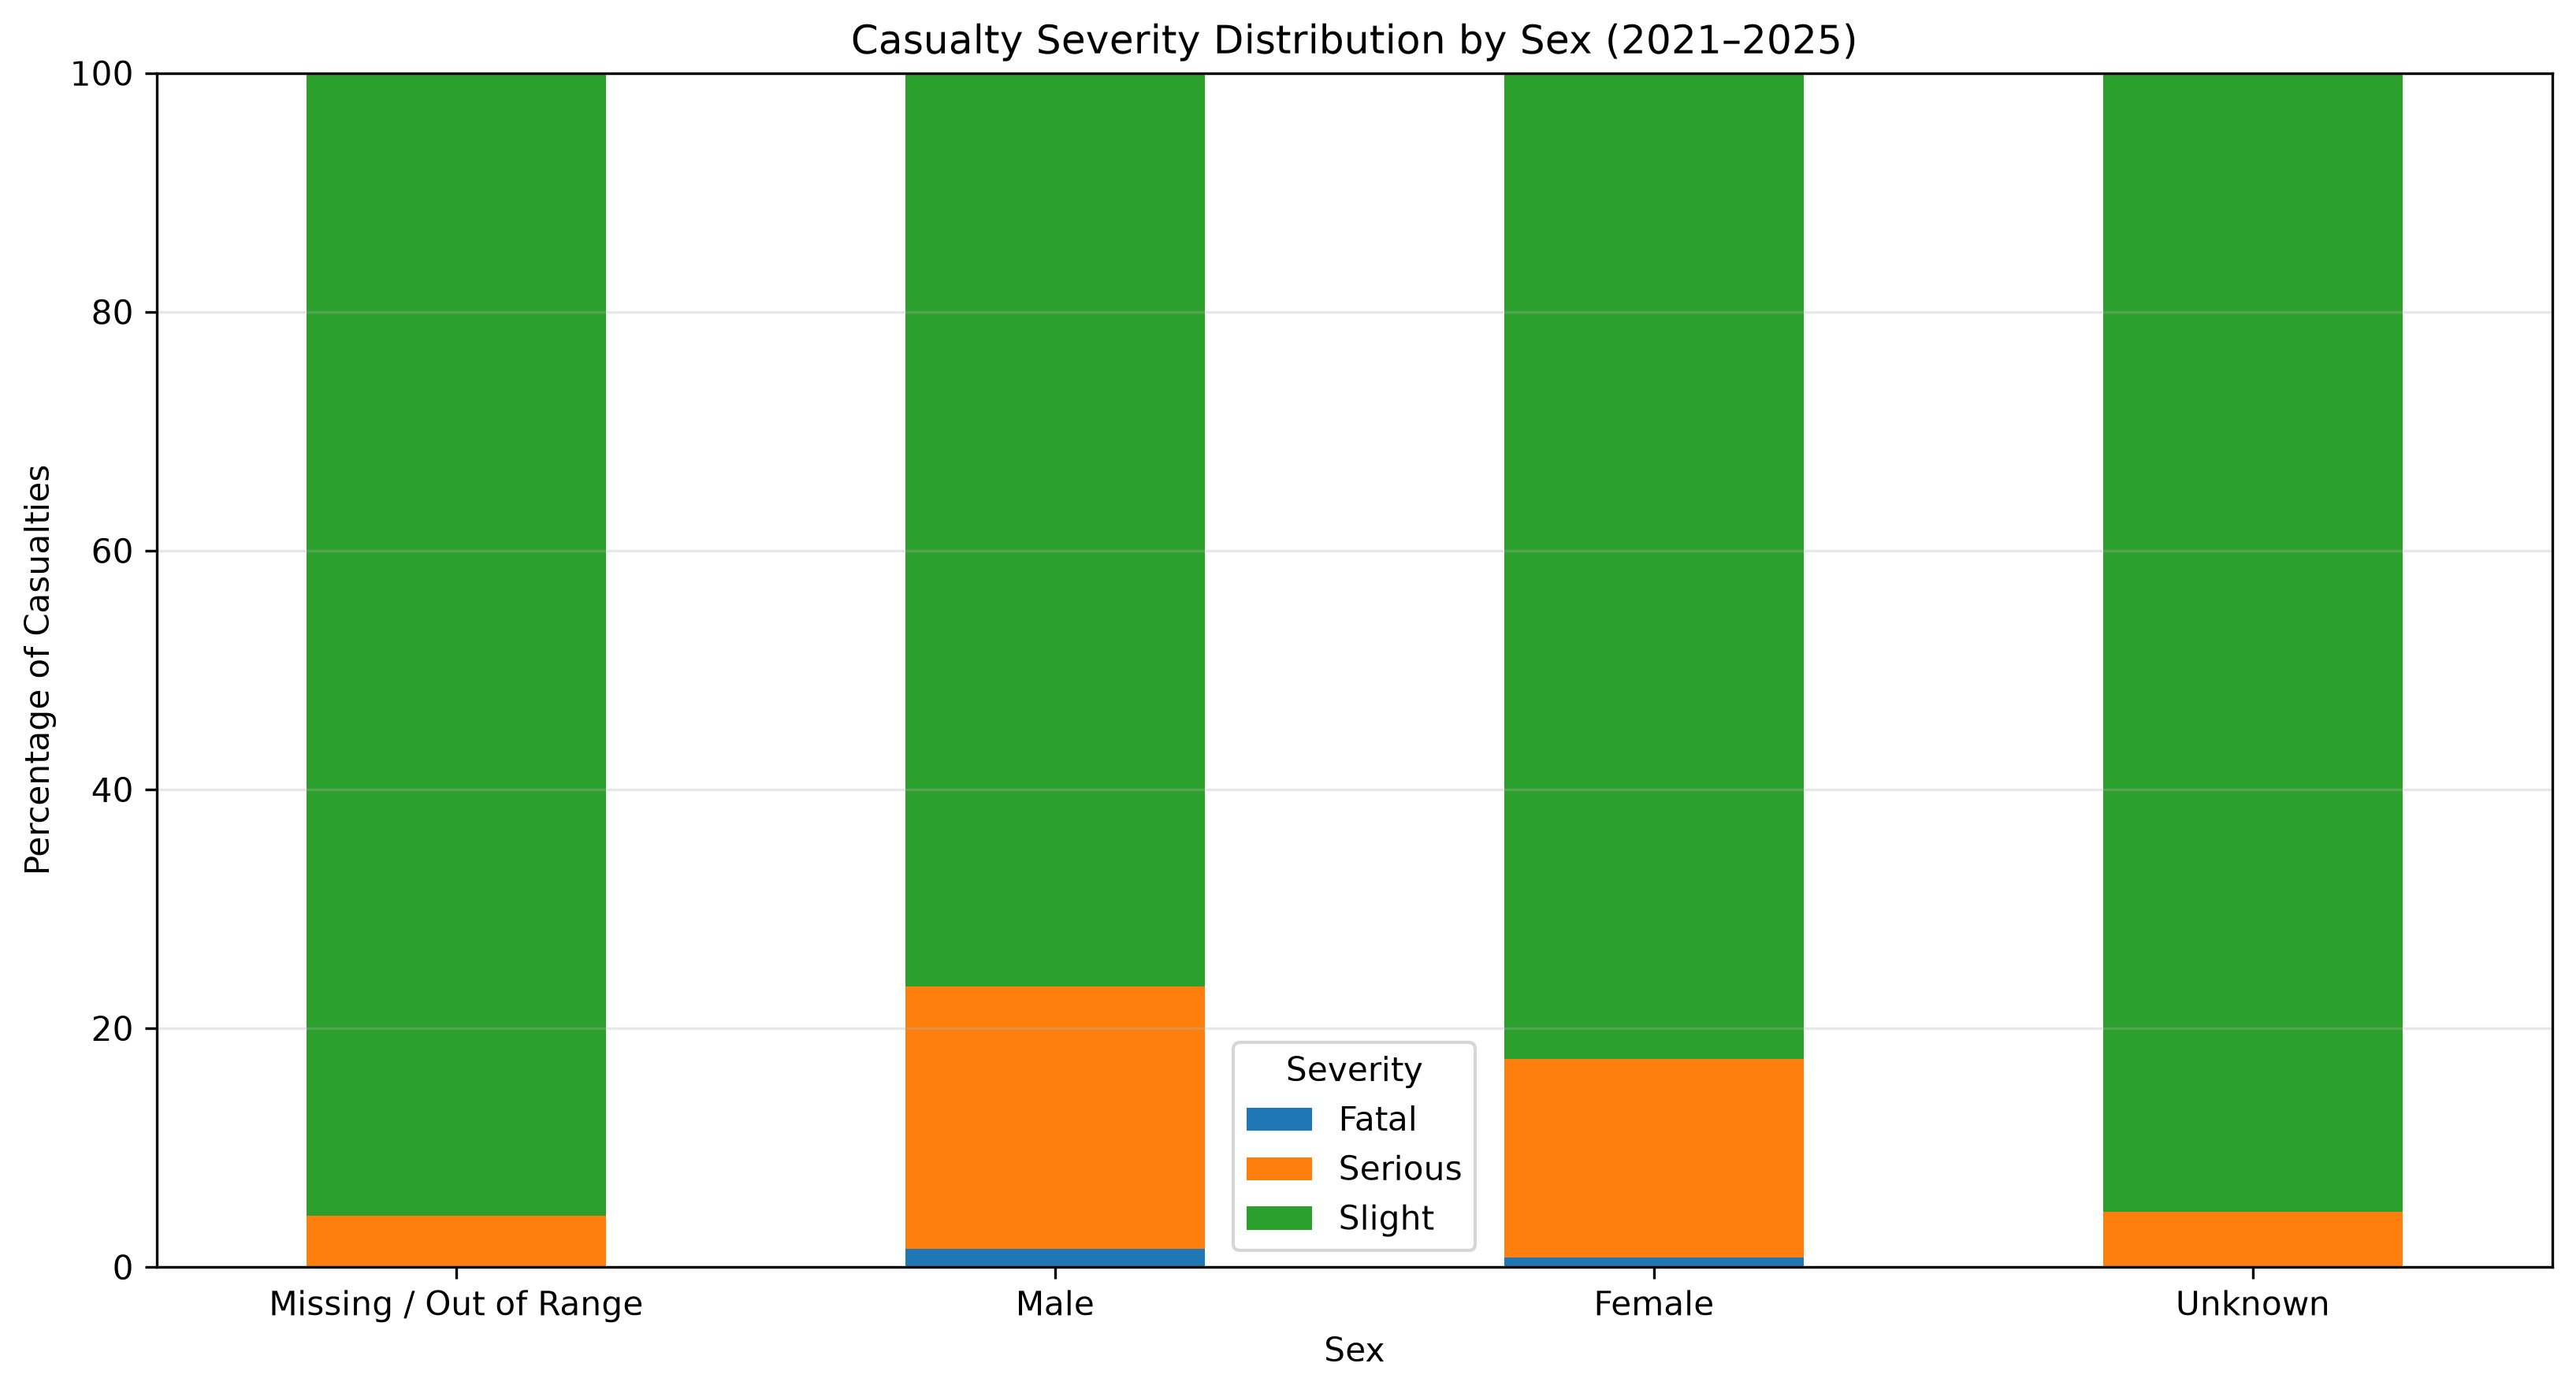 Casualty Severity Distribution by Sex (2021–2025)
Percentage of Casualties
100
80
60
40
20
0
Severity
Fatal
Serious
Slight
Missing / Out of Range
Male
Female
Unknown
Sex